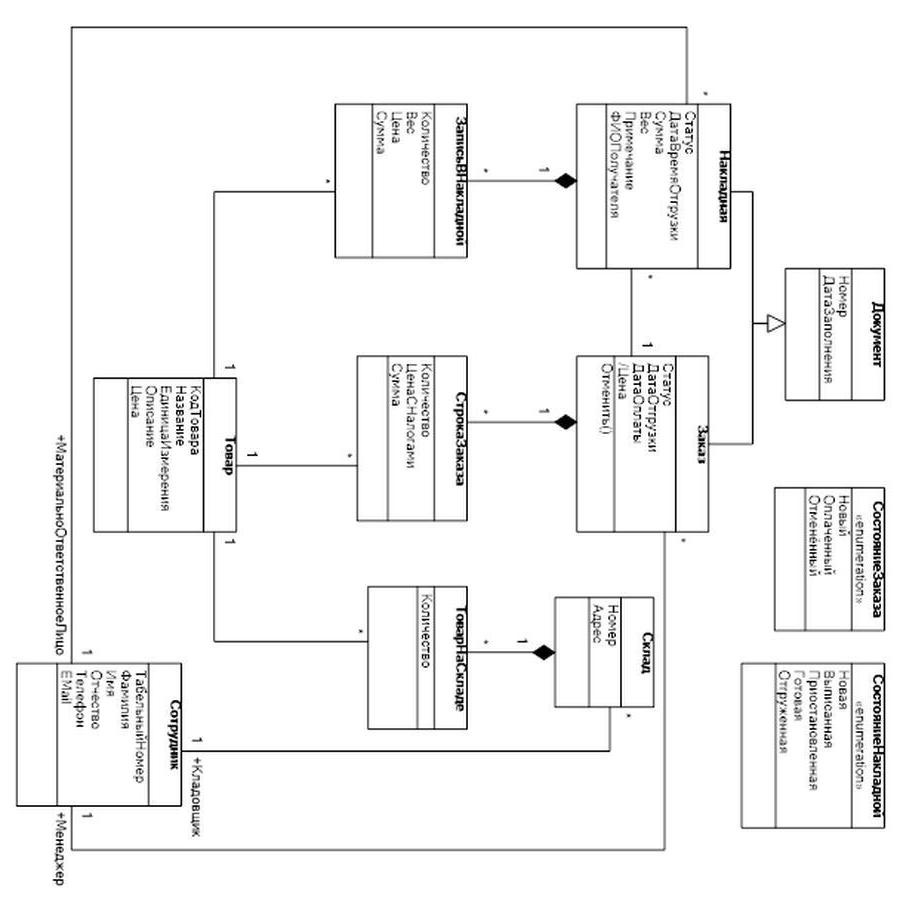 Документ
Номер
ДатаЗаполнения
СостояниеЗаказа
«enumeration»
Новый
Оплаченный
Отменённый
СостояниеНакладной
«enumeration»
Новая
Выписанная
Приостановленная
Готовая
Отгруженная
*
Накладная
Статус
ДатаВремяОтгрузки
Сумма
Вес
Примечание
ФИОПолучателя
*
1
Заказ
Статус
ДатаОтгрузки
ДатаОплаты
/Цена
Отменить()
*
Склад
Номер
Адрес
*
1
*
1
*
1
*
ЗаписьВНакладной
Количество
Вес
Цена
Сумма
*
СтрокаЗаказа
Количество
ЦенаСНалогами
Сумма
*
ТоварНаСкладе
Количество
*
1
1
1
Товар
КодТовара
Название
ЕдиницаИзмерения
Описание
Цена
1 +Кладовщик
Сотрудник
ТабельныйНомер
Фамилия
Имя
Отчество
Телефон
EMail
1
+МатериальноОтветственноеЛицо
1
+Менеджер